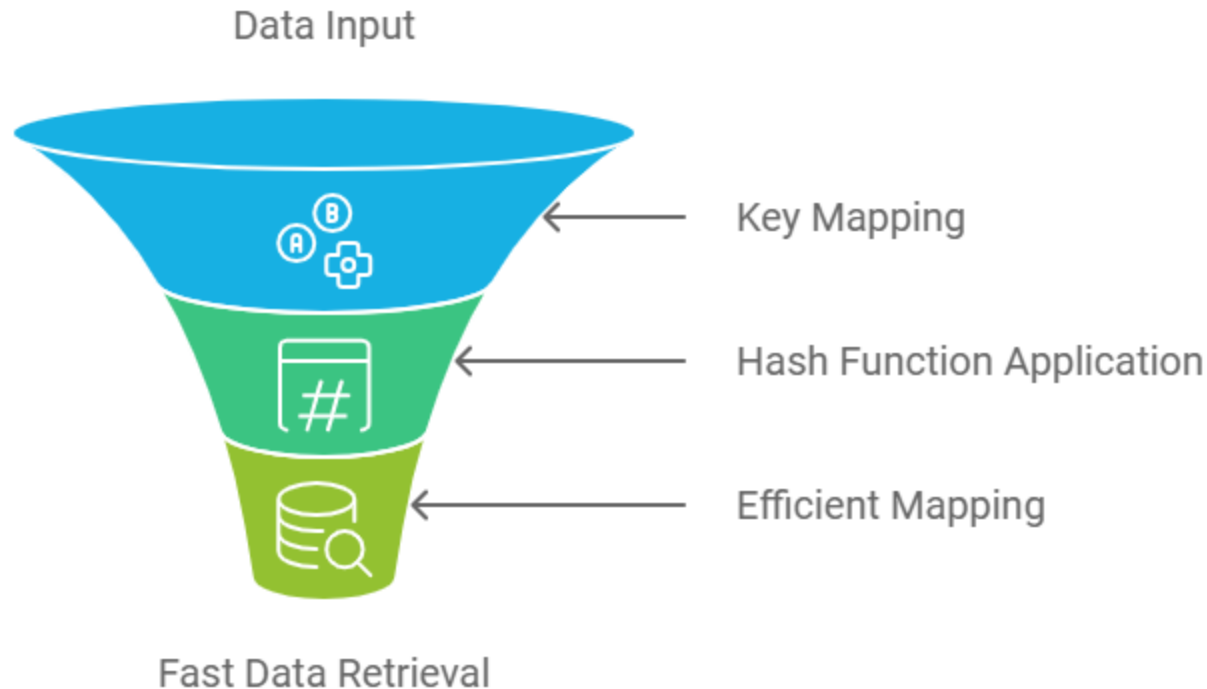 Data Input
B
A
Key Mapping
#
Hash Function Application
Efficient Mapping
Fast Data Retrieval